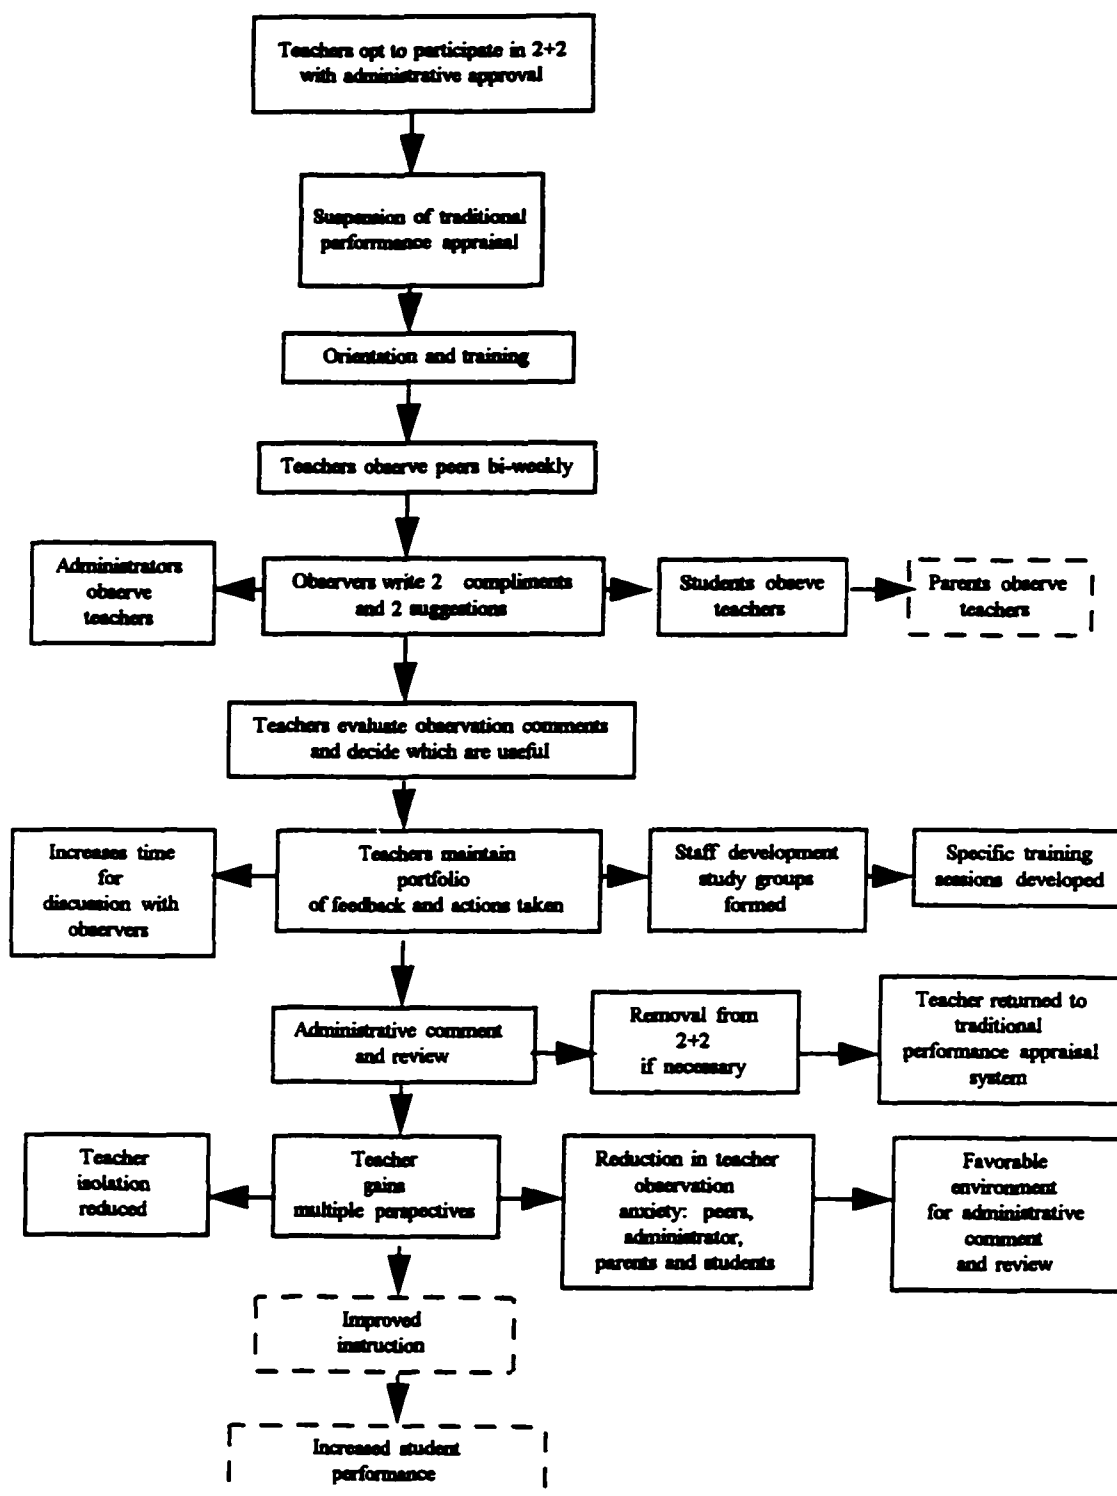 Teachers opt to participate in 2+2
with administrative approval
Suspension of traditional
performance appraisal
Orientation and training
Teachers observe peers bi-weekly
Administrators
observe
teachers
Observers write 2 compliments
and 2 suggestions
Students obseve
teachers
Parents observe
teachers
Teachers evaluate observation comments
and decide which are useful
Increases time
for
discussion with
observers
Teachers maintain
portfolio
of feedback and actions taken
Staff development
study groups
formed
Specific training
sessions developed
Administrative comment
and review
Removal from
2+2
if necessary
Teacher returned to
traditional
performance appraisal
system
Teacher
isolation
reduced
Teacher
gains
multiple perspectives
Reduction in teacher
observation
anxiety: peers,
administrator,
parents and students
Favorable
environment
for administrative
comment
and review
Improved
instruction
Increased student
performance